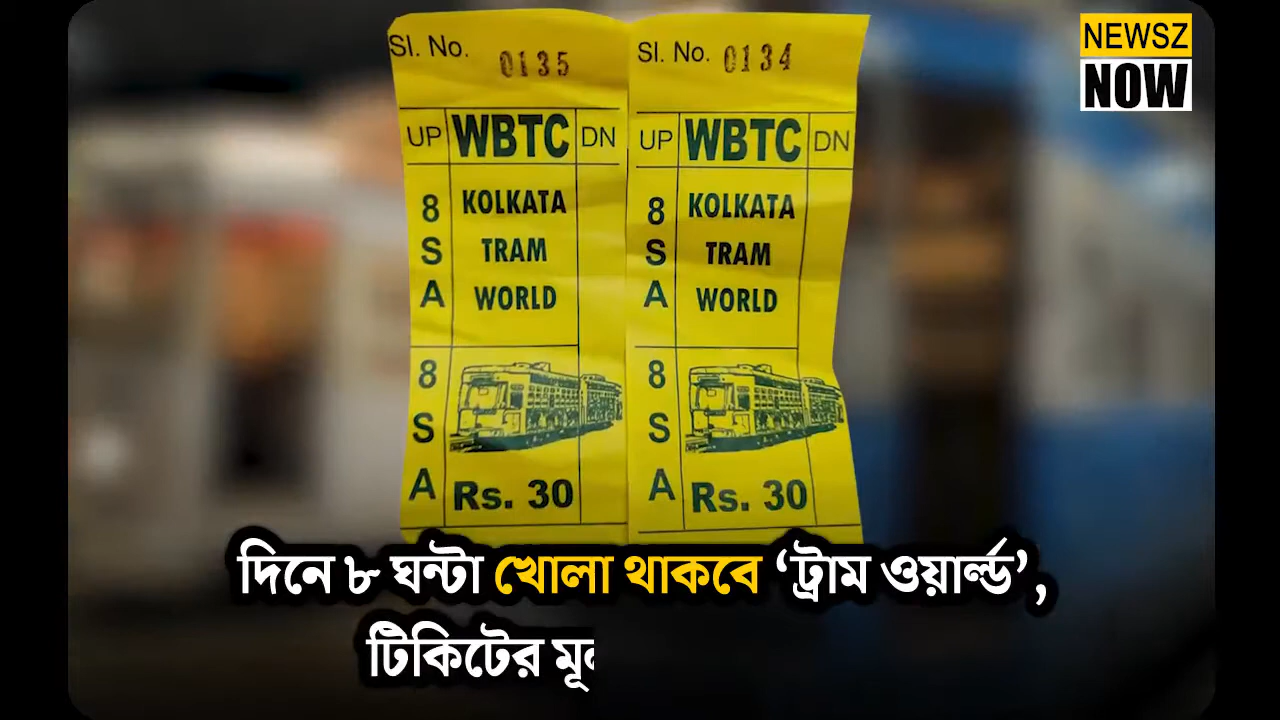 NEWSZ
NOW
Sl. No. 0135
UP WBTC DN
8 KOLKATA
S TRAM
A WORLD
8
S
A Rs. 30
Sl. No. 0134
UP WBTC DN
8 KOLKATA
S TRAM
A WORLD
8
S
A Rs. 30
দিনে ৮ ঘন্টা খোলা থাকবে ‘ট্রাম ওয়ার্ল্ড’,
টিকিটের